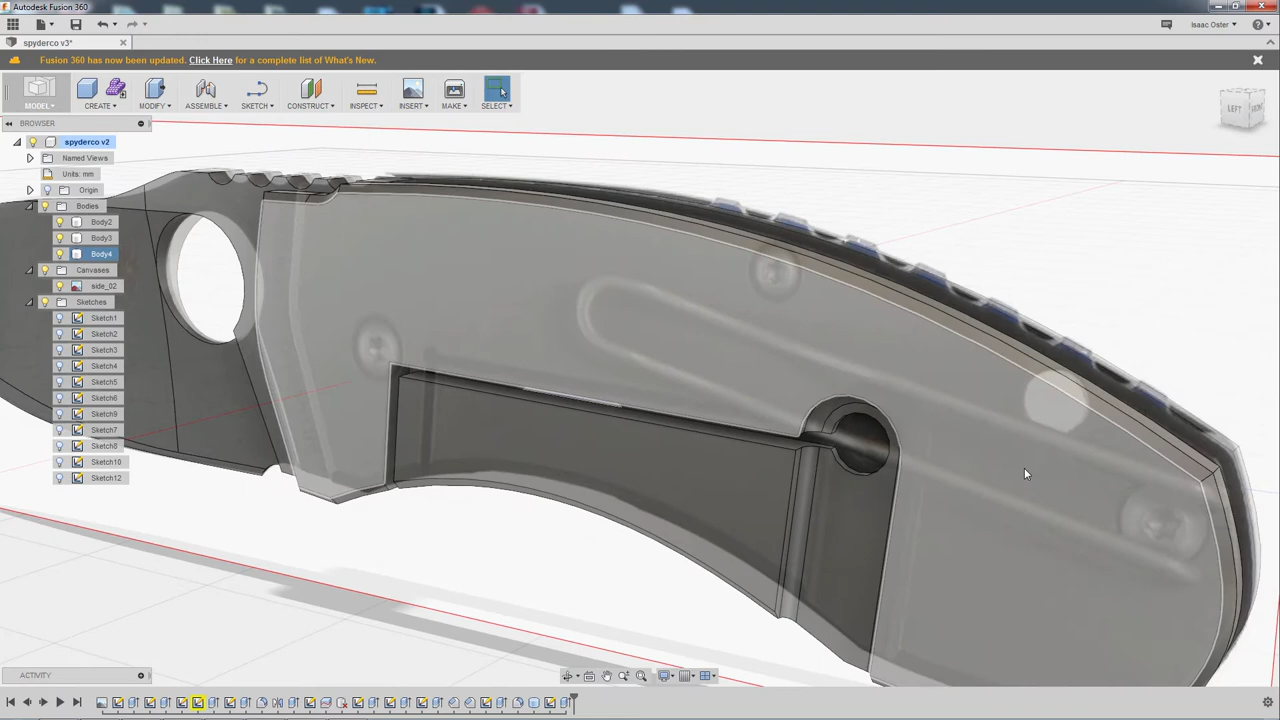 Autodesk Fusion 360
Isaac Oster
spyderco v3*
Fusion 360 has now been updated. Click Here for a complete list of What's New.
MODEL CREATE MODIFY ASSEMBLE SKETCH CONSTRUCT INSPECT INSERT MAKE SELECT
LEFT FRONT
BROWSER
spyderco v2
Named Views
Units: mm
Origin
Bodies
Body2
Body3
Body4
Canvases
side_02
Sketches
Sketch1
Sketch2
Sketch3
Sketch4
Sketch5
Sketch6
Sketch9
Sketch7
Sketch8
Sketch10
Sketch12
ACTIVITY